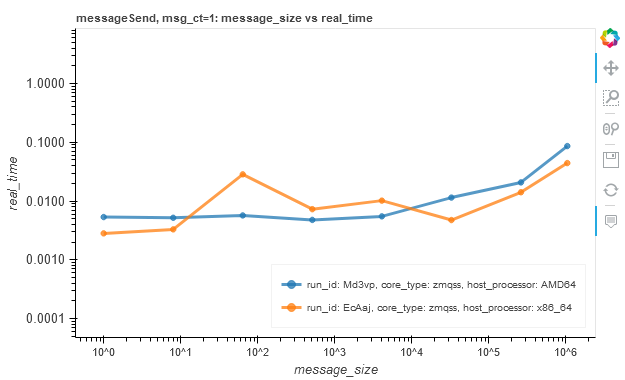 messageSend, msg_ct=1: message_size vs real_time
1.0000
0.1000
0.0100
0.0010
0.0001
real_time
run_id: Md3vp, core_type: zmqss, host_processor: AMD64
run_id: EcAaj, core_type: zmqss, host_processor: x86_64
10^0
10^1
10^2
10^3
10^4
10^5
10^6
message_size